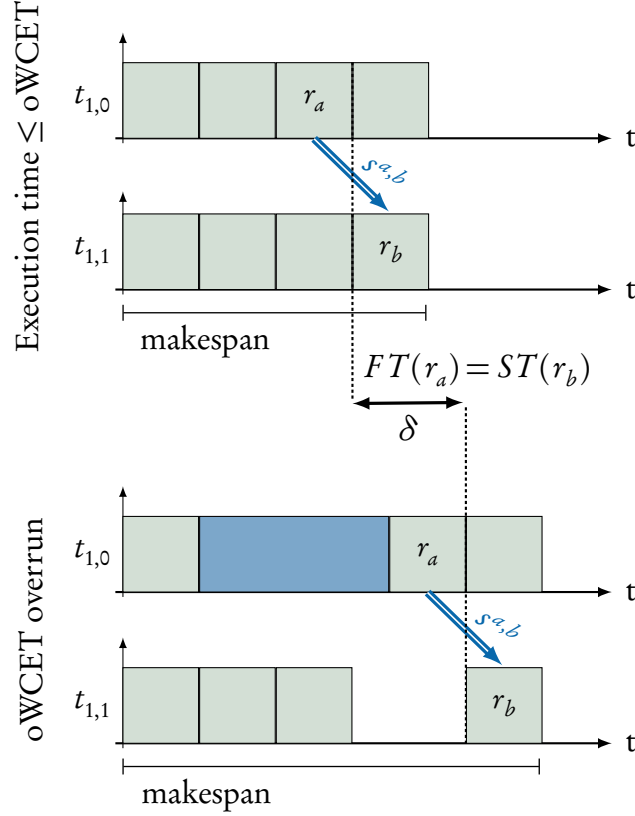 Execution time ≤ oWCET
t1,0
ra
t
sa,b
t1,1
rb
t
makespan
FT(ra) = ST(rb)
δ
oWCET overrun
t1,0
ra
t
sa,b
t1,1
rb
t
makespan